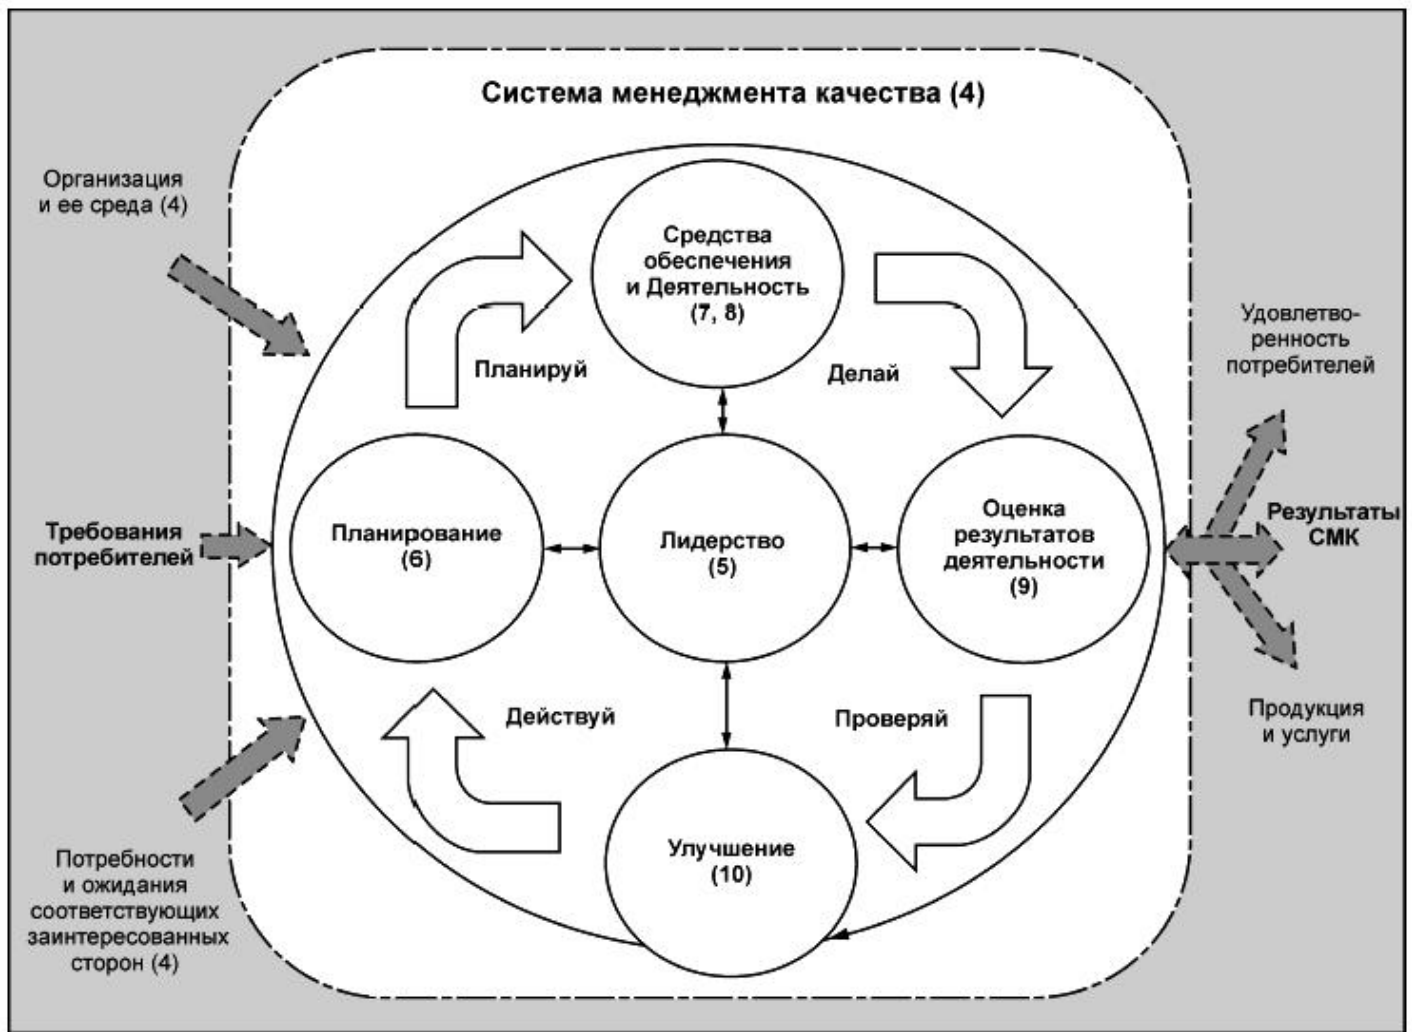 Система менеджмента качества (4)
Организация
и ее среда (4)
Средства
обеспечения
и Деятельность
(7, 8)
Планируй
Делай
Удовлетво-
ренность
потребителей
Требования
потребителей
Планирование
(6)
Лидерство
(5)
Оценка
результатов
деятельности
(9)
Результаты
СМК
Действуй
Проверяй
Продукция
и услуги
Улучшение
(10)
Потребности
и ожидания
соответствующих
заинтересованных
сторон (4)